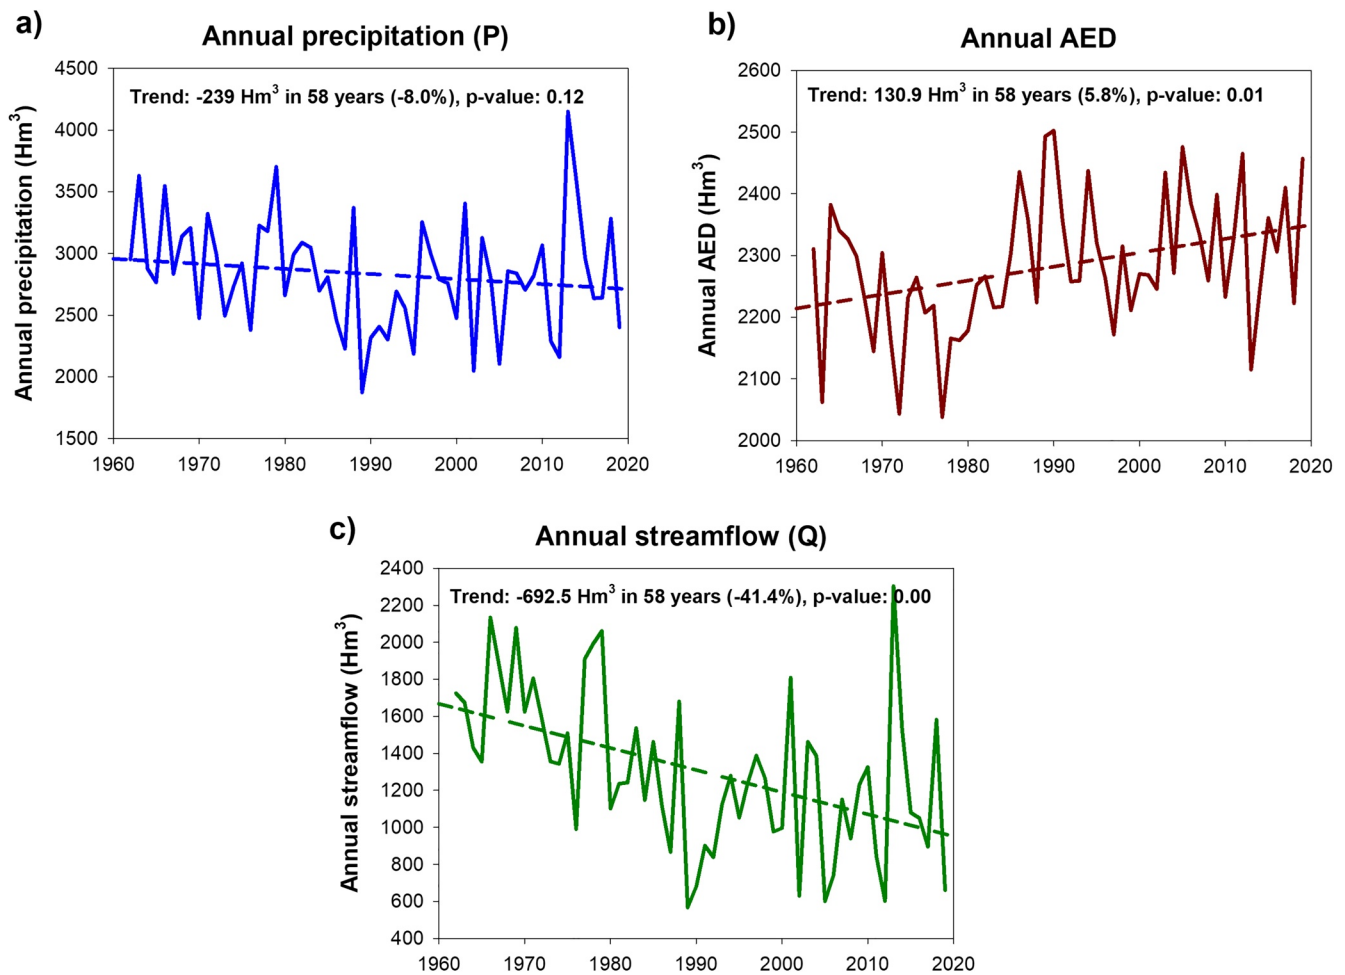 a)
Annual precipitation (P)
Trend: -239 Hm³ in 58 years (-8.0%), p-value: 0.12
Annual precipitation (Hm³)
4500
4000
3500
3000
2500
2000
1500
1960 1970 1980 1990 2000 2010 2020
b)
Annual AED
Trend: 130.9 Hm³ in 58 years (5.8%), p-value: 0.01
Annual AED (Hm³)
2600
2500
2400
2300
2200
2100
2000
1960 1970 1980 1990 2000 2010 2020
c)
Annual streamflow (Q)
Trend: -692.5 Hm³ in 58 years (-41.4%), p-value: 0.00
Annual streamflow (Hm³)
2400
2200
2000
1800
1600
1400
1200
1000
800
600
400
1960 1970 1980 1990 2000 2010 2020